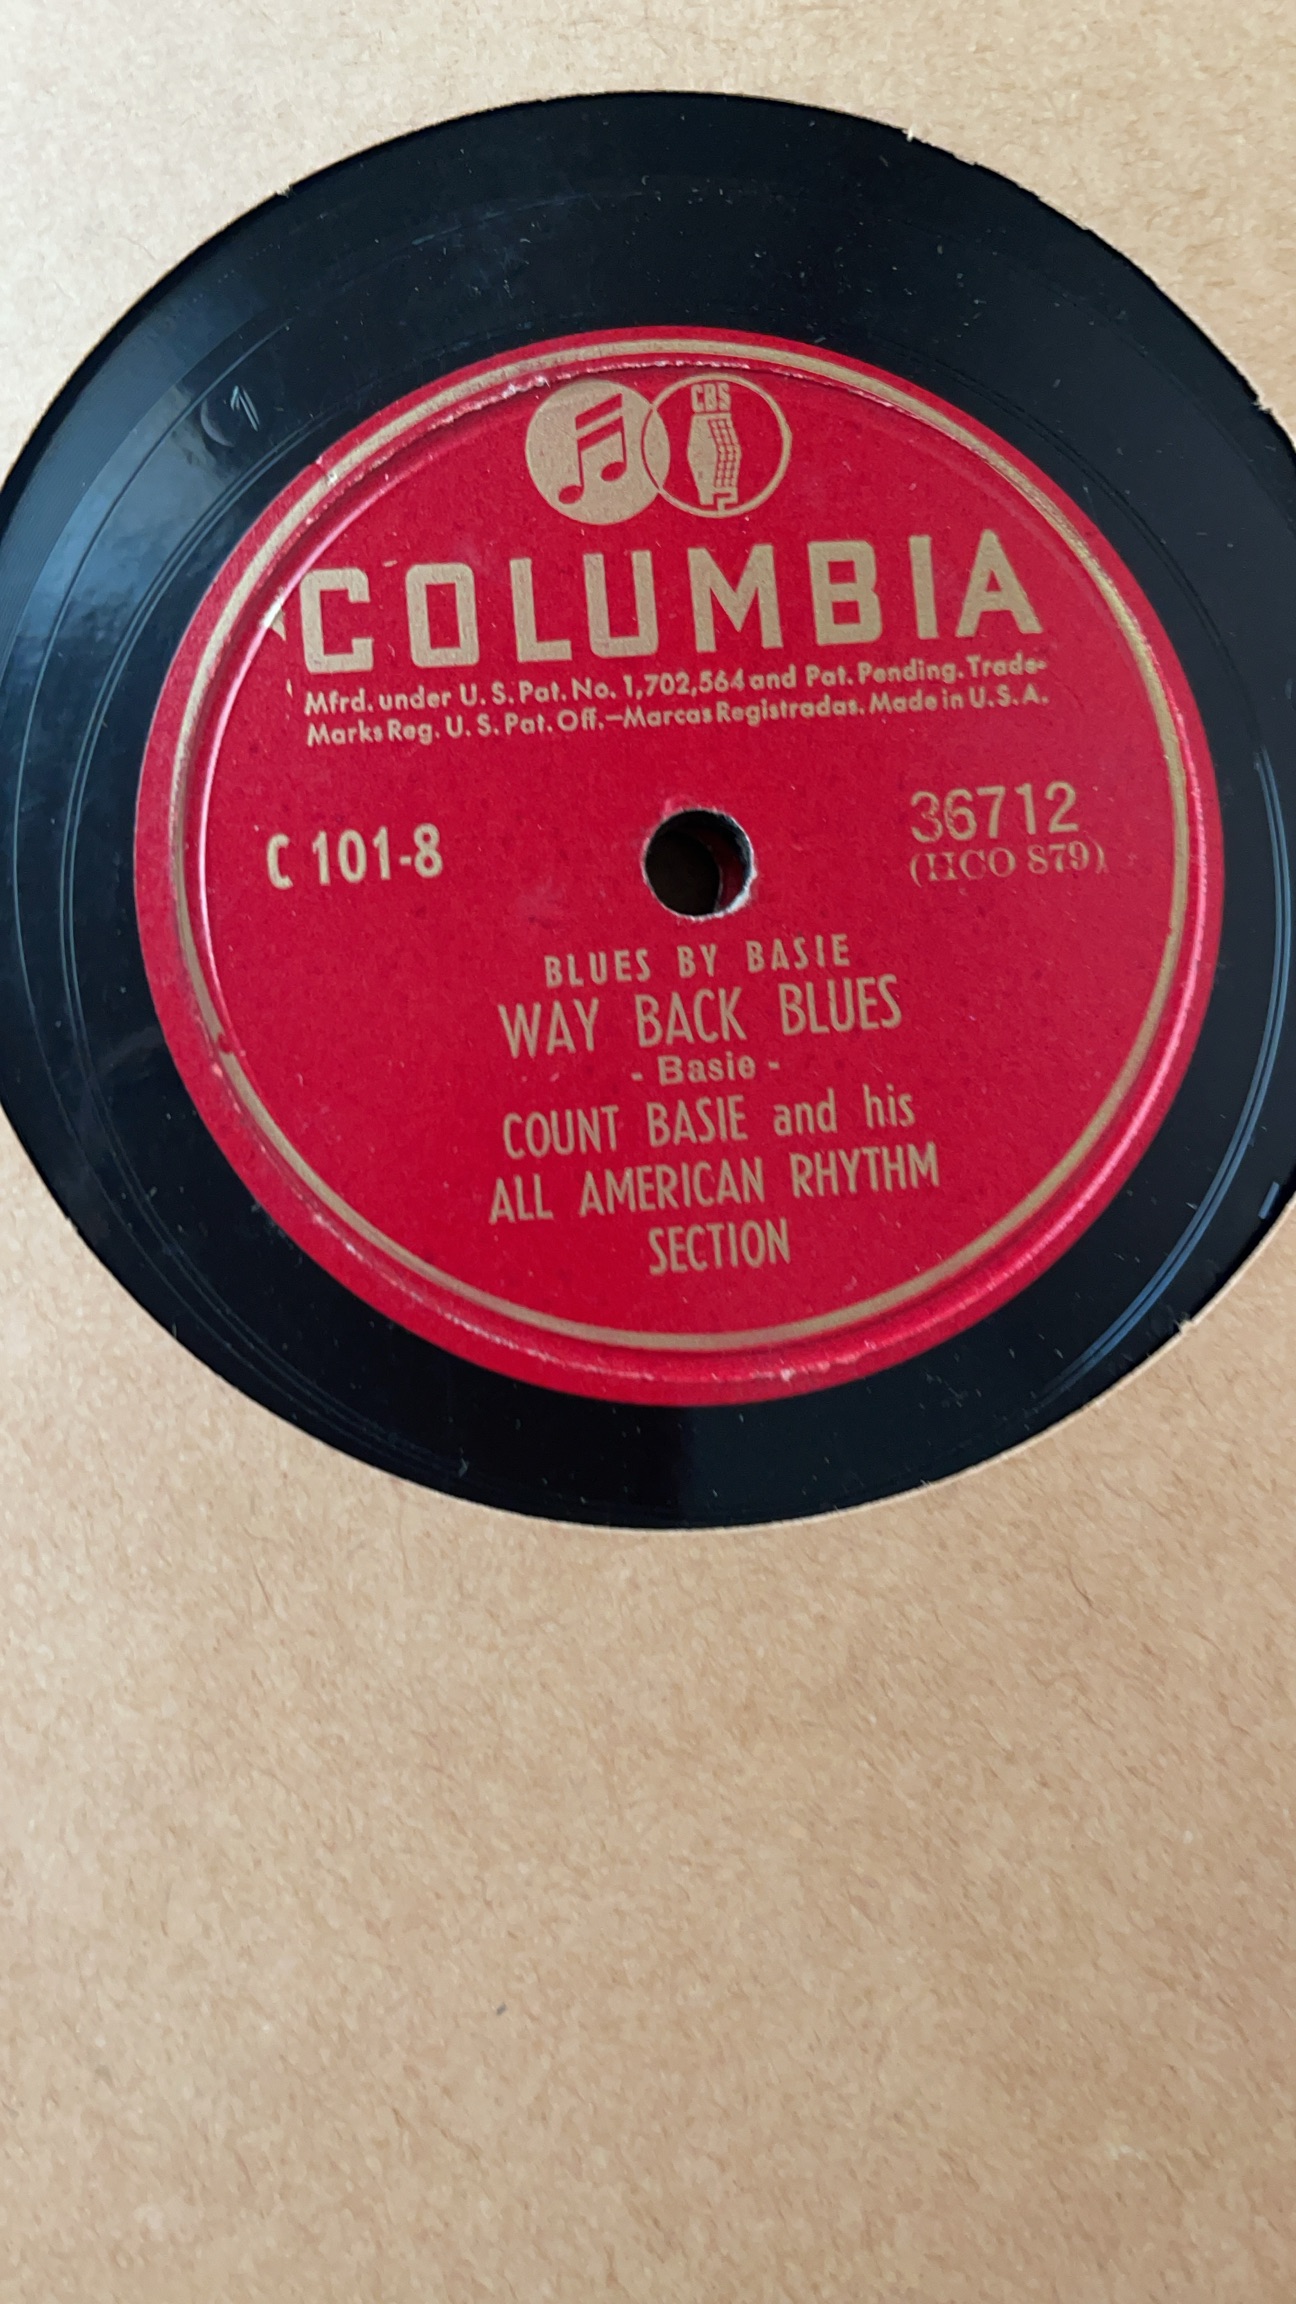 CBS
COLUMBIA
Mfrd. under U. S. Pat. No. 1,702,564 and Pat. Pending. Trade-
Marks Reg. U. S. Pat. Off.—Marcas Registradas. Made in U.S.A.
C 101-8
36712
(HCO 879)
BLUES BY BASIE
WAY BACK BLUES
- Basie -
COUNT BASIE and his
ALL AMERICAN RHYTHM
SECTION